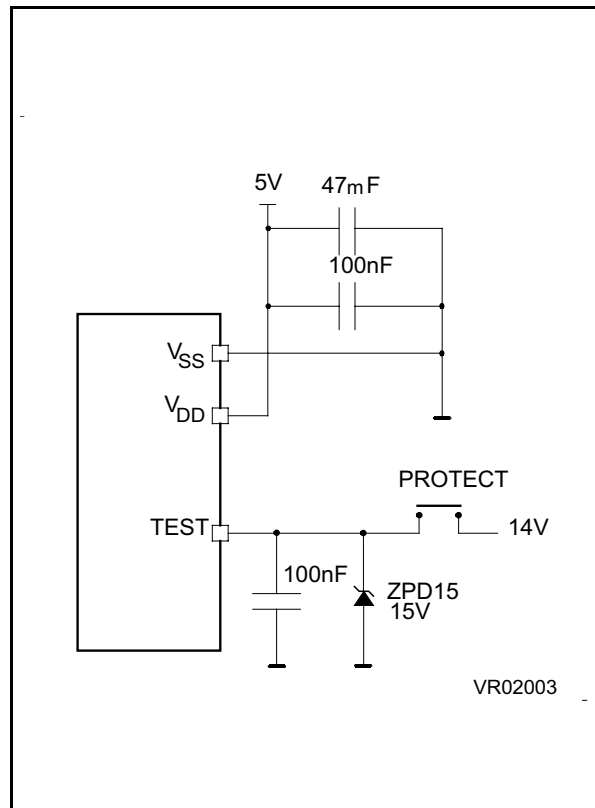 5V
47mF
100nF
VSS
VDD
PROTECT
TEST
14V
100nF
ZPD15
15V
VR02003